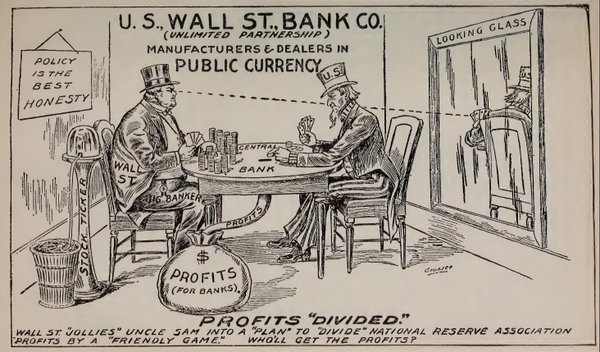 U. S., WALL ST., BANK CO.
(UNLIMITED PARTNERSHIP)
MANUFACTURERS & DEALERS IN
PUBLIC CURRENCY
LOOKING GLASS
POLICY
IS THE
BEST
HONESTY
U.S.
WALL
ST
BIG BANKER
CENTRAL
BANK
STOCK TICKER
PROFITS
$
PROFITS
(FOR BANKS)
PROFITS "DIVIDED."
WALL ST. "JOLLIES" UNCLE SAM INTO A "PLAN" TO "DIVIDE" NATIONAL RESERVE ASSOCIATION
PROFITS BY A "FRIENDLY GAME." WHO'LL GET THE PROFITS?